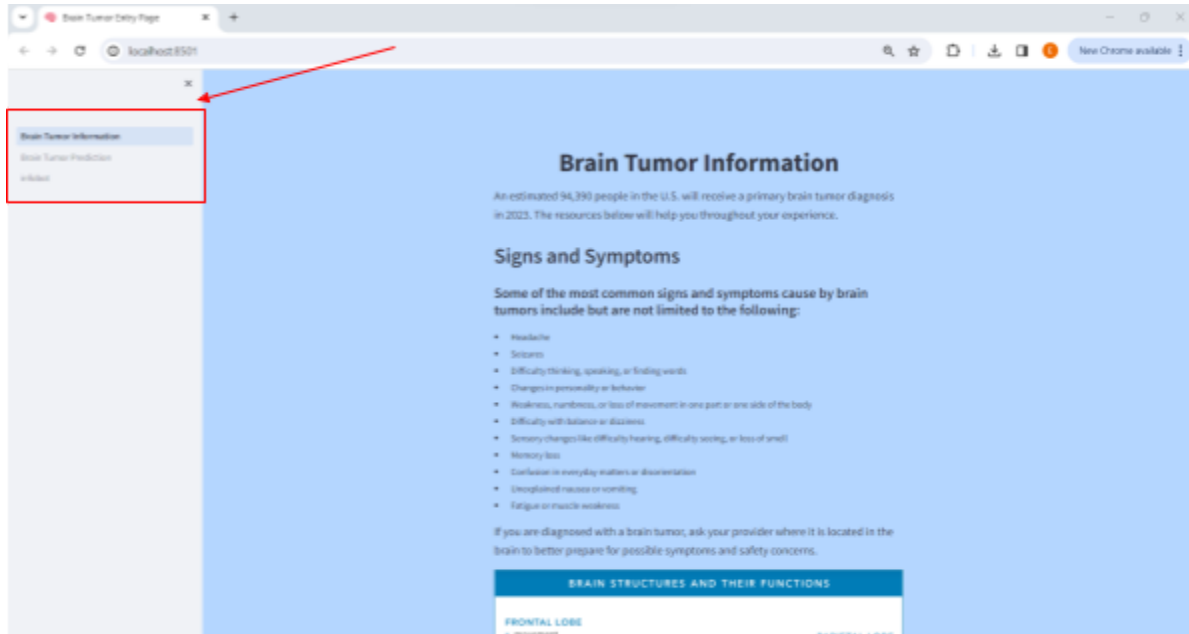 Brain Tumor Entry Page
localhost:8501
New Chrome available
Brain Tumor Information
Brain Tumor Prediction
Brain Tumor Information
An estimated 94,390 people in the U.S. will receive a primary brain tumor diagnosis
in 2023. The resources below will help you throughout your experience.
Signs and Symptoms
Some of the most common signs and symptoms cause by brain
tumors include but are not limited to the following:
Headache
Seizures
Difficulty thinking, speaking, or finding words
Changes in personality or behavior
Weakness, numbness, or loss of movement in one part or one side of the body
Difficulty with balance or dizziness
Sensory changes like difficulty hearing, difficulty seeing, or loss of smell
Memory loss
Confusion in everyday matters or disorientation
Unexplained nausea or vomiting
Fatigue or muscle weakness
If you are diagnosed with a brain tumor, ask your provider where it is located in the
brain to better prepare for possible symptoms and safety concerns.
BRAIN STRUCTURES AND THEIR FUNCTIONS
FRONTAL LOBE